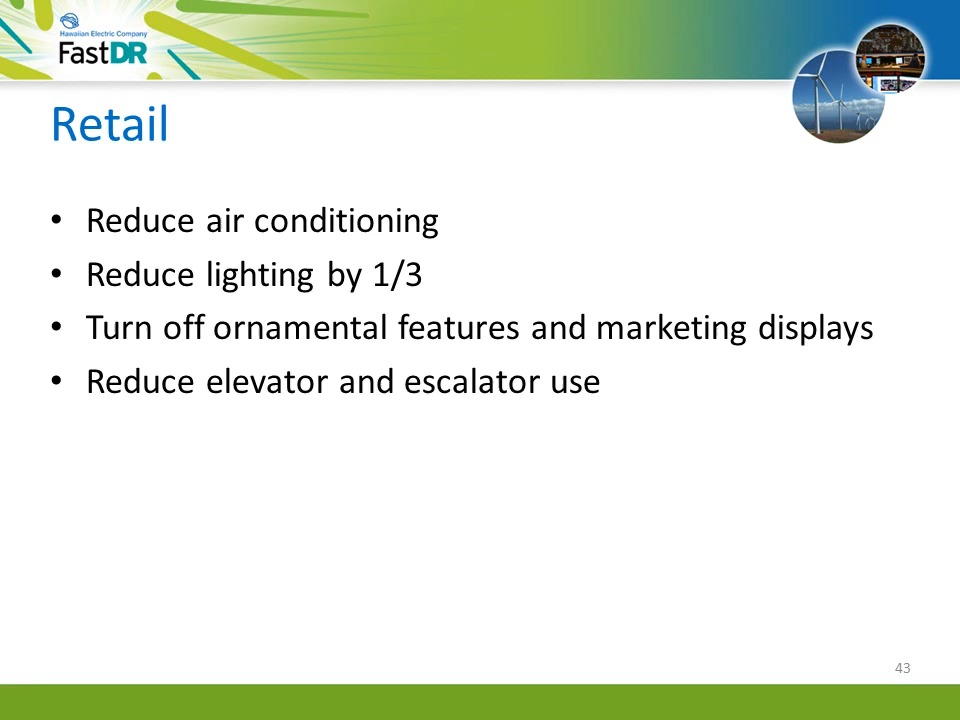 Hawaiian Electric Company
FastDR
Retail
• Reduce air conditioning
• Reduce lighting by 1/3
• Turn off ornamental features and marketing displays
• Reduce elevator and escalator use
43